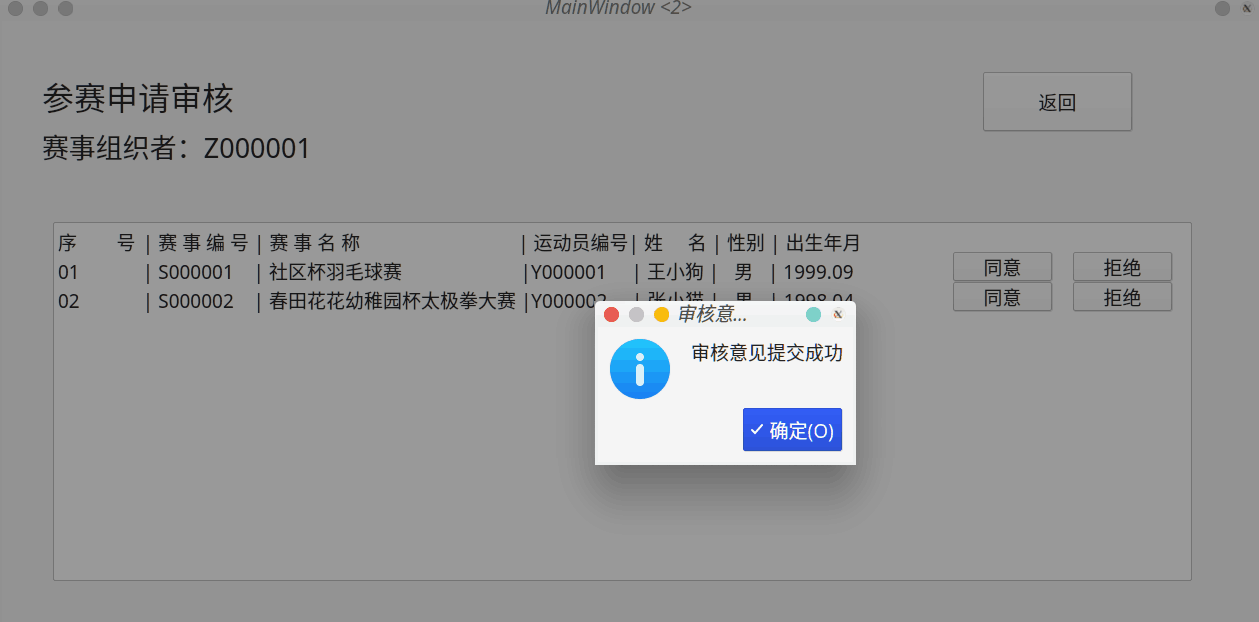 MainWindow <2>
参赛申请审核
返回
赛事组织者：Z000001
序 号 | 赛 事 编 号 | 赛 事 名 称 | 运动员编号| 姓 名 | 性别 | 出生年月
01 | S000001 | 社区杯羽毛球赛 |Y000001 | 王小狗 | 男 | 1999.09
同意 拒绝
02 | S000002 | 春田花花幼稚园杯太极拳大赛 |Y000002 | 张小猫 | 男 | 1998.04
同意 拒绝
审核意...
审核意见提交成功
确定(O)